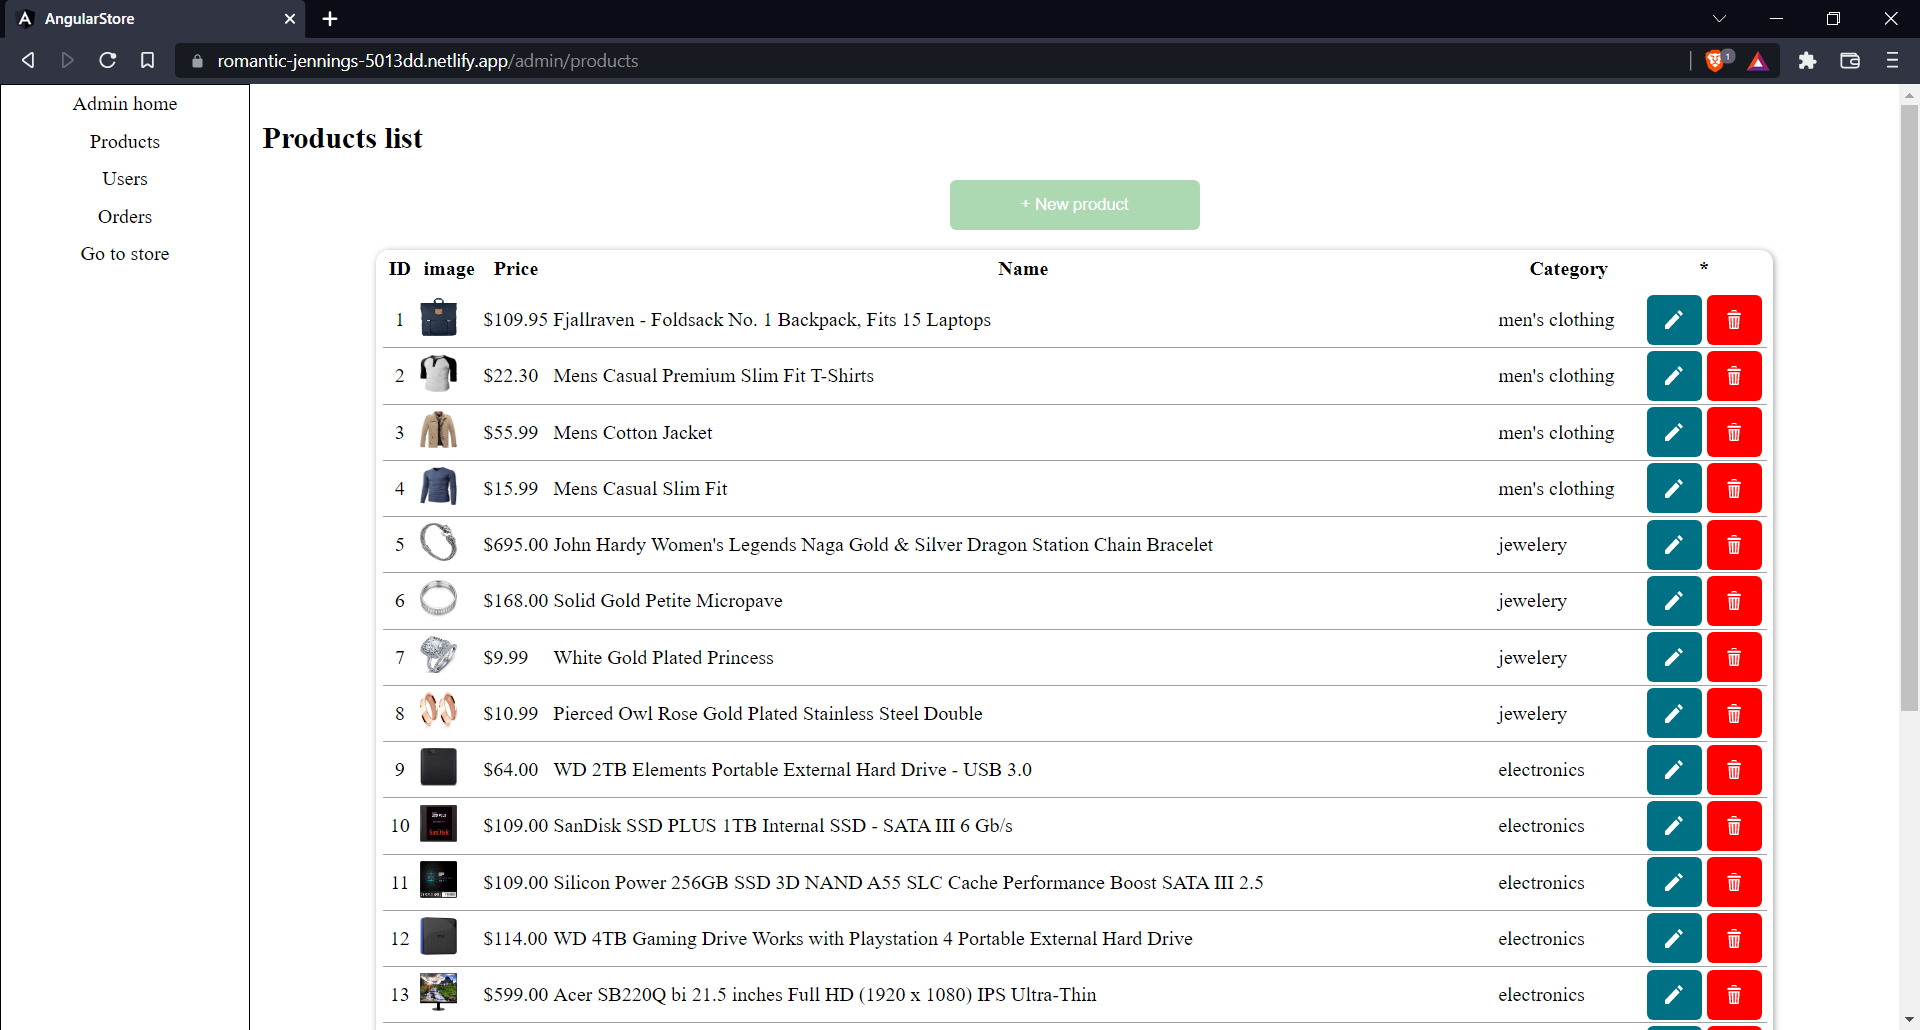 AngularStore
romantic-jennings-5013dd.netlify.app/admin/products
1
Admin home
Products
Users
Orders
Go to store
Products list
+ New product
ID image Price Name Category *
1 $109.95 Fjallraven - Foldsack No. 1 Backpack, Fits 15 Laptops men's clothing
2 $22.30 Mens Casual Premium Slim Fit T-Shirts men's clothing
3 $55.99 Mens Cotton Jacket men's clothing
4 $15.99 Mens Casual Slim Fit men's clothing
5 $695.00 John Hardy Women's Legends Naga Gold & Silver Dragon Station Chain Bracelet jewelery
6 $168.00 Solid Gold Petite Micropave jewelery
7 $9.99 White Gold Plated Princess jewelery
8 $10.99 Pierced Owl Rose Gold Plated Stainless Steel Double jewelery
9 $64.00 WD 2TB Elements Portable External Hard Drive - USB 3.0 electronics
10 $109.00 SanDisk SSD PLUS 1TB Internal SSD - SATA III 6 Gb/s electronics
11 $109.00 Silicon Power 256GB SSD 3D NAND A55 SLC Cache Performance Boost SATA III 2.5 electronics
12 $114.00 WD 4TB Gaming Drive Works with Playstation 4 Portable External Hard Drive electronics
13 $599.00 Acer SB220Q bi 21.5 inches Full HD (1920 x 1080) IPS Ultra-Thin electronics